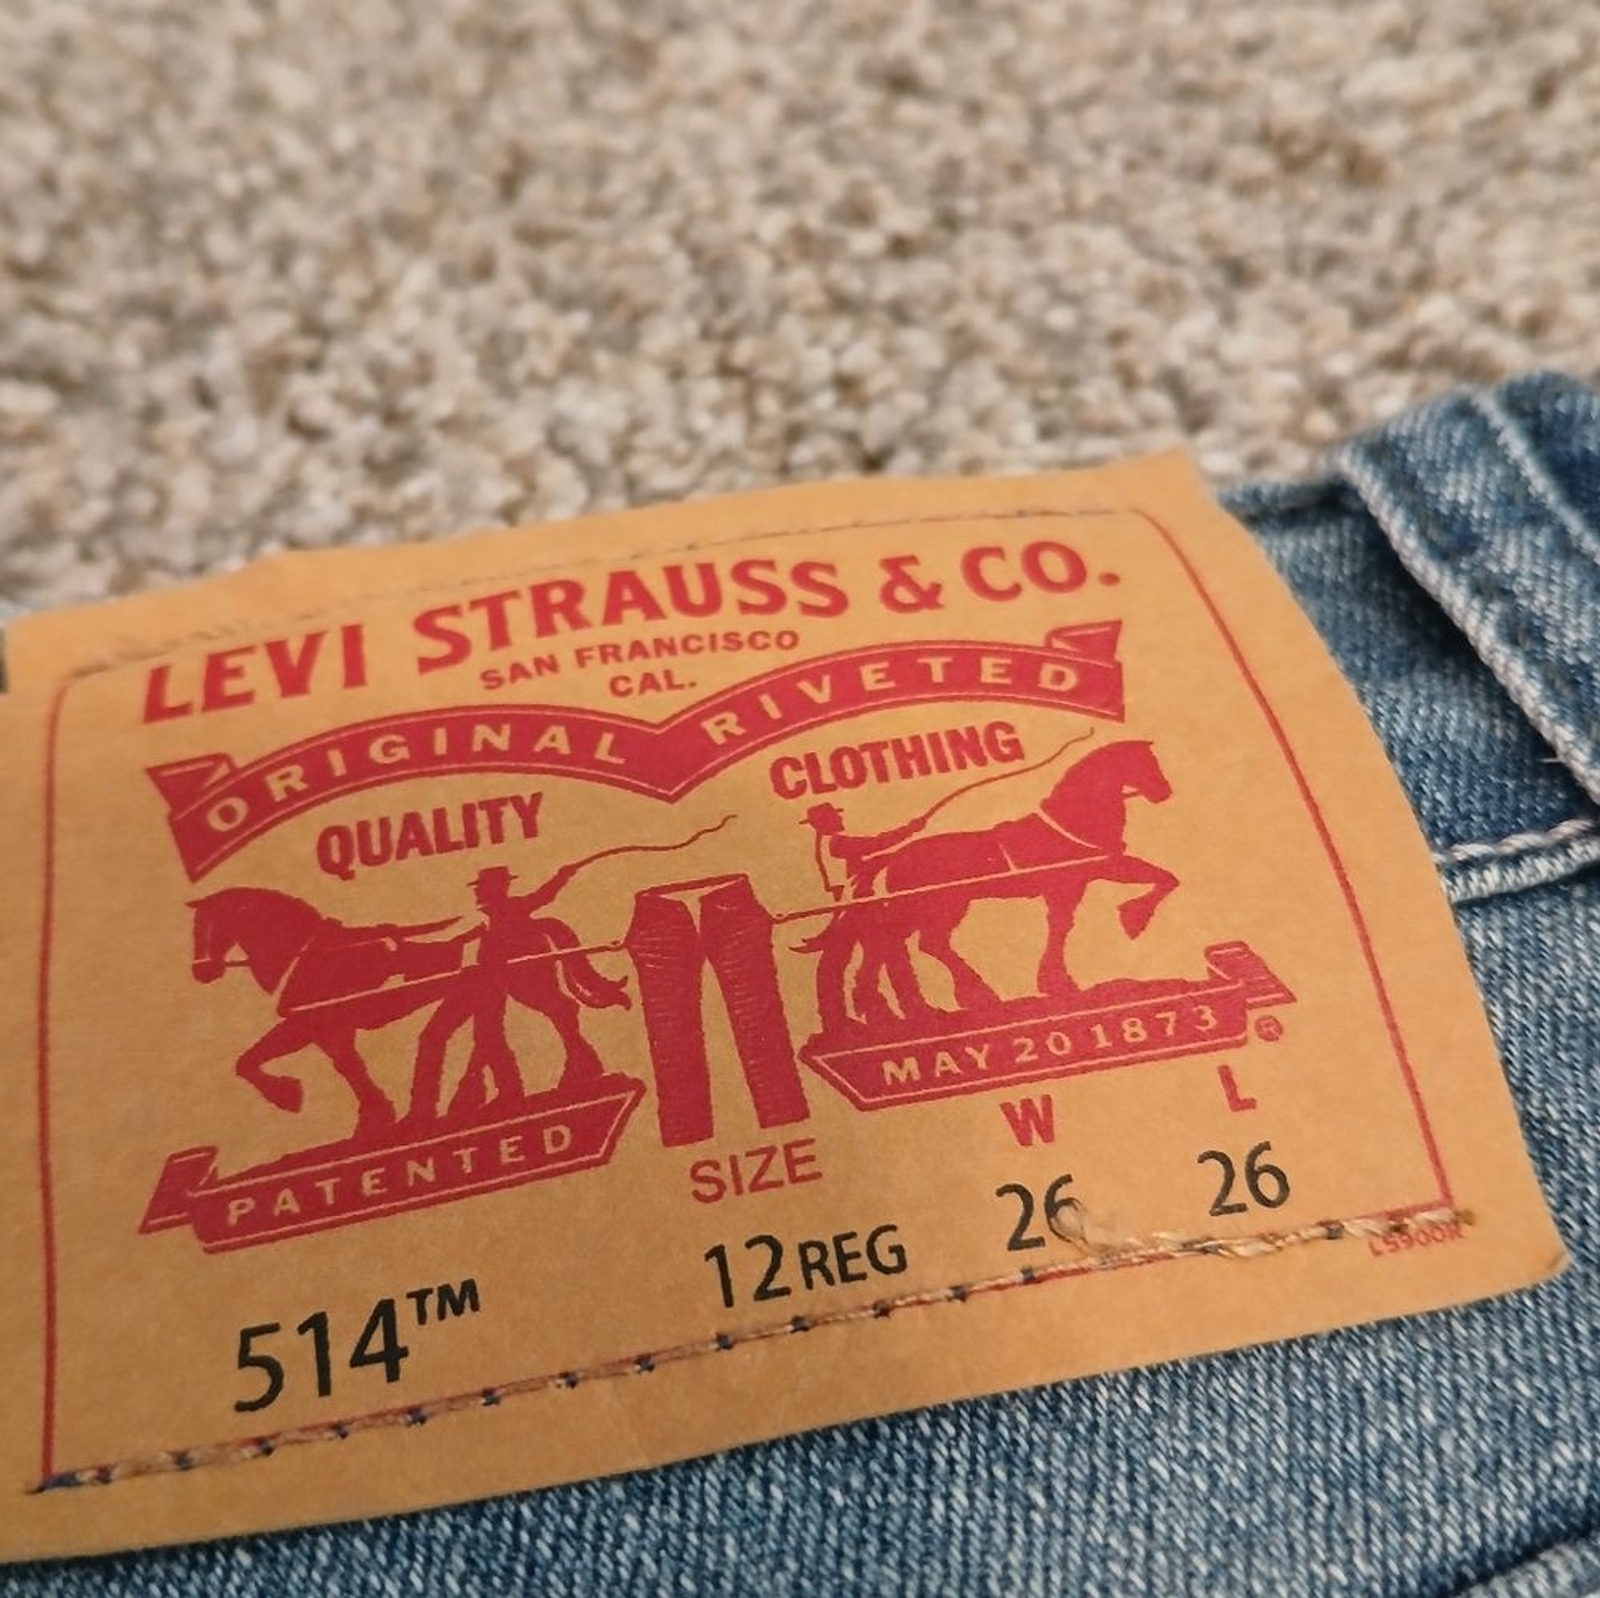 LEVI STRAUSS & CO.
SAN FRANCISCO
CAL.
ORIGINAL RIVETED
QUALITY CLOTHING
PATENTED
MAY 20 1873 ®
SIZE W L
514™ 12 REG 26 26